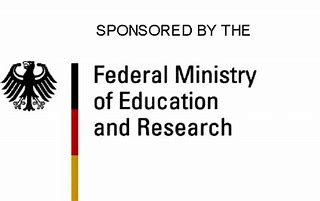 SPONSORED BY THE
Federal Ministry
of Education
and Research